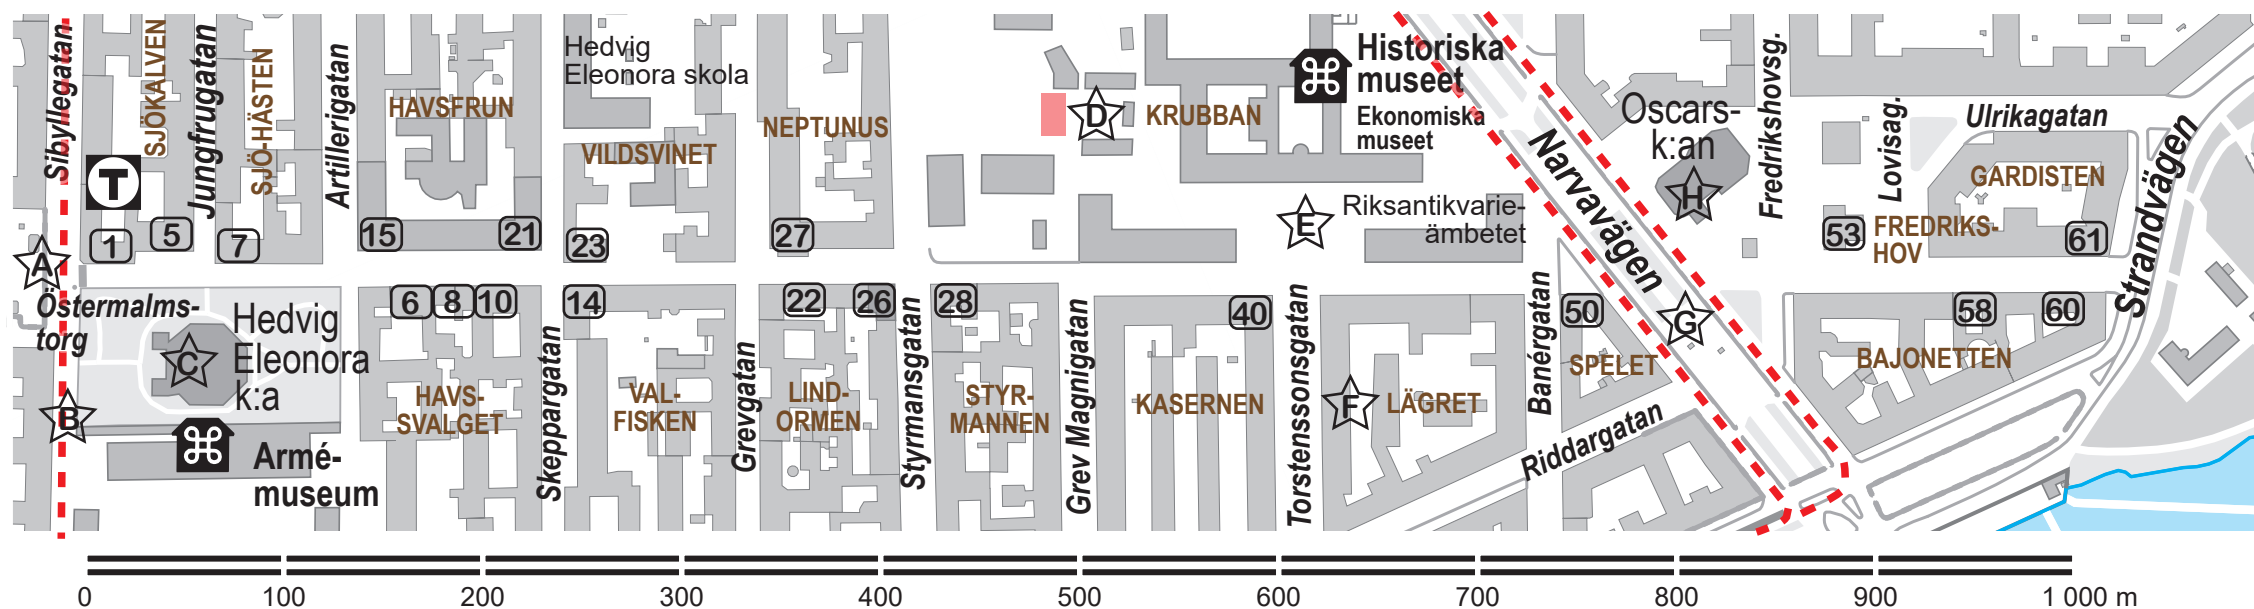 Sibyllegatan
SJÖKALVEN
Jungfrugatan
SJÖ-HÄSTEN
Artillerigatan
HAVSFRUN
Hedvig
Eleonora skola
VILDSVINET
NEPTUNUS
D
KRUBBAN
Historiska
museet
Ekonomiska
museet
Narvavägen
Oscars-
k:an
H
Fredrikshovsg.
Lovisag.
Ulrikagatan
GARDISTEN
Strandvägen
T
1
5
7
15
21
23
27
E
Riksantikvarie-
ämbetet
53
FREDRIKS-
HOV
61
A
Östermalms-
torg
B
C
Hedvig
Eleonora
k:a
Armé-
museum
6
8
10
HAVS-
SVALGET
Skeppargatan
14
VAL-
FISKEN
Grevgatan
22
26
LIND-
ORMEN
Styrmansgatan
28
STYR-
MANNEN
Grev Magnigatan
40
KASERNEN
Torstenssonsgatan
F
LÄGRET
Banérgatan
50
SPELET
G
Riddargatan
BAJONETTEN
58
60
0
100
200
300
400
500
600
700
800
900
1 000 m